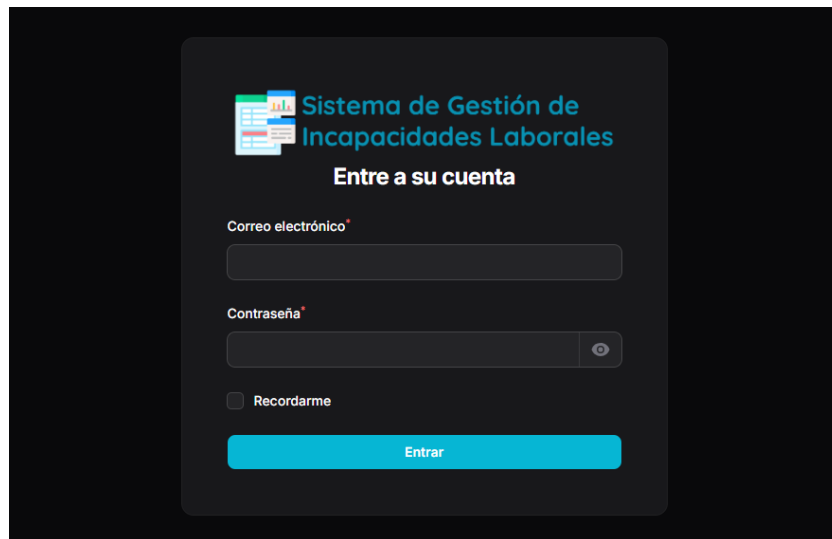 Sistema de Gestión de
Incapacidades Laborales
Entre a su cuenta
Correo electrónico*
Contraseña*
Recordarme
Entrar